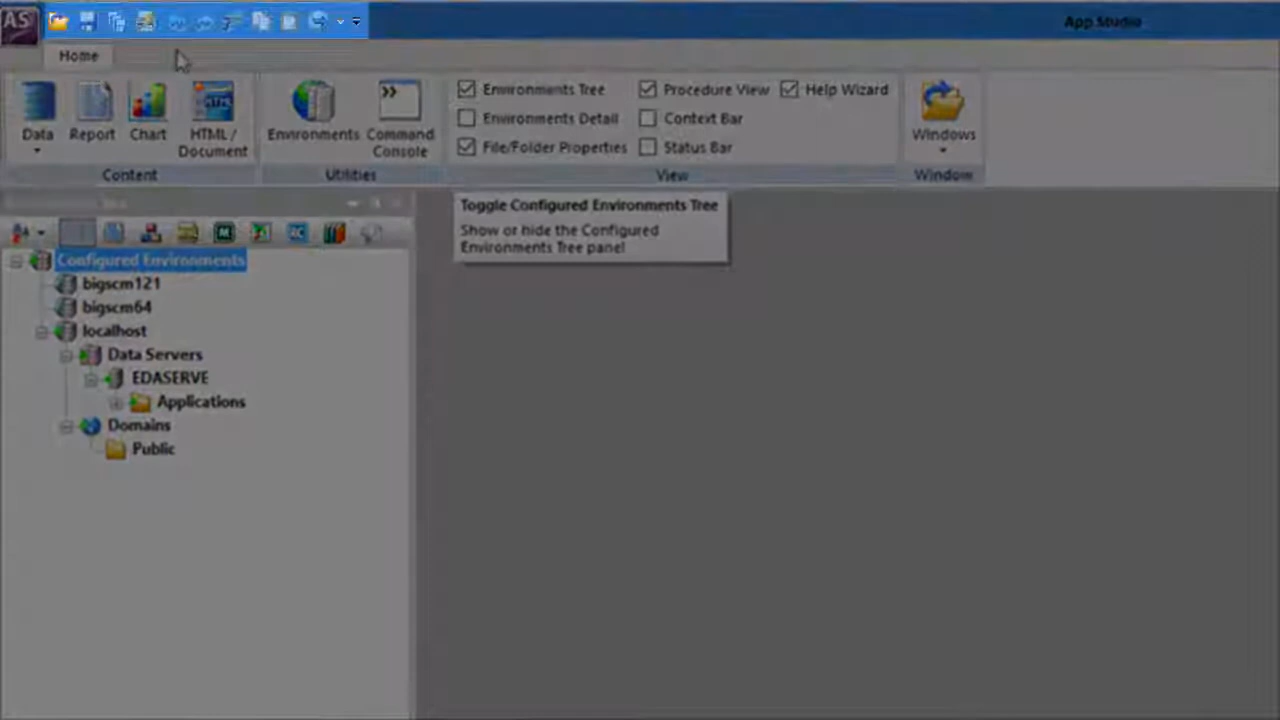 AS
App Studio
Home
Data
Report
Chart
HTML /
Document
Environments
Command
Console
Environments Tree
Environments Detail
File/Folder Properties
Procedure View
Context Bar
Status Bar
Help Wizard
Windows
Content
Utilities
View
Window
Toggle Configured Environments Tree
Show or hide the Configured
Environments Tree panel
Configured Environments
bigscm121
bigscm64
localhost
Data Servers
EDASERVE
Applications
Domains
Public